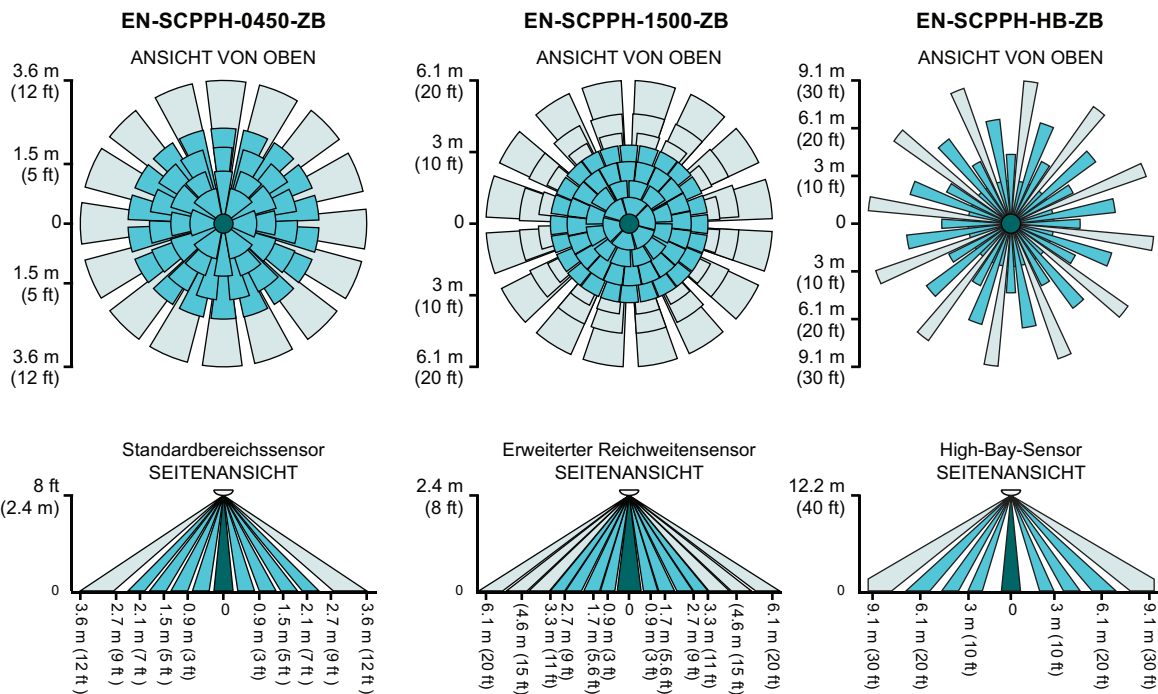 EN-SCPPH-0450-ZB
ANSICHT VON OBEN
3.6 m
(12 ft)
1.5 m
(5 ft)
0
1.5 m
(5 ft)
3.6 m
(12 ft)
Standardbereichssensor
SEITENANSICHT
8 ft
(2.4 m)
0
3.6 m (12 ft )
2.7 m (9 ft )
2.1 m (7 ft )
1.5 m (5 ft)
0.9 m (3 ft)
0
0.9 m (3 ft)
1.5 m (5 ft)
2.1 m (7 ft )
2.7 m (9 ft )
3.6 m (12 ft )
EN-SCPPH-1500-ZB
ANSICHT VON OBEN
6.1 m
(20 ft)
3 m
(10 ft)
0
3 m
(10 ft)
6.1 m
(20 ft)
Erweiterter Reichweitensensor
SEITENANSICHT
2.4 m
(8 ft)
0
6.1 m (20 ft)
(4.6 m (15 ft)
3.3 m (11 ft)
2.7 m (9 ft)
1.7 m (5.6 ft)
0.9 m (3 ft)
0
0.9 m (3 ft)
1.7 m (5.6 ft)
2.7 m (9 ft)
3.3 m (11 ft)
(4.6 m (15 ft)
6.1 m (20 ft)
EN-SCPPH-HB-ZB
ANSICHT VON OBEN
9.1 m
(30 ft)
6.1 m
(20 ft)
3 m
(10 ft)
0
3 m
(10 ft)
6.1 m
(20 ft)
9.1 m
(30 ft)
High-Bay-Sensor
SEITENANSICHT
12.2 m
(40 ft)
0
9.1 m (30 ft)
6.1 m (20 ft)
3 m (10 ft)
0
3 m (10 ft)
6.1 m (20 ft)
9.1 m (30 ft)